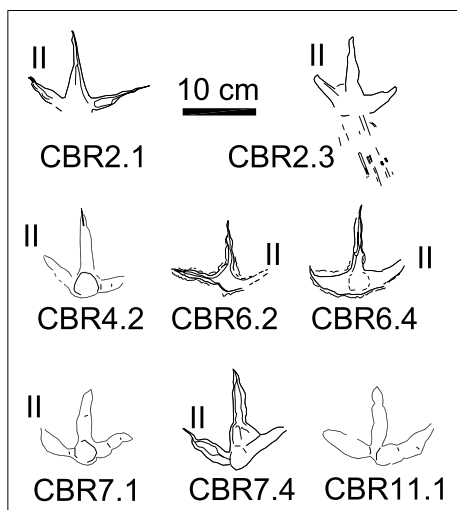 II
II
10 cm
CBR2.1
CBR2.3
II
II
II
CBR4.2
CBR6.2
CBR6.4
II
II
CBR7.1
CBR7.4
CBR11.1